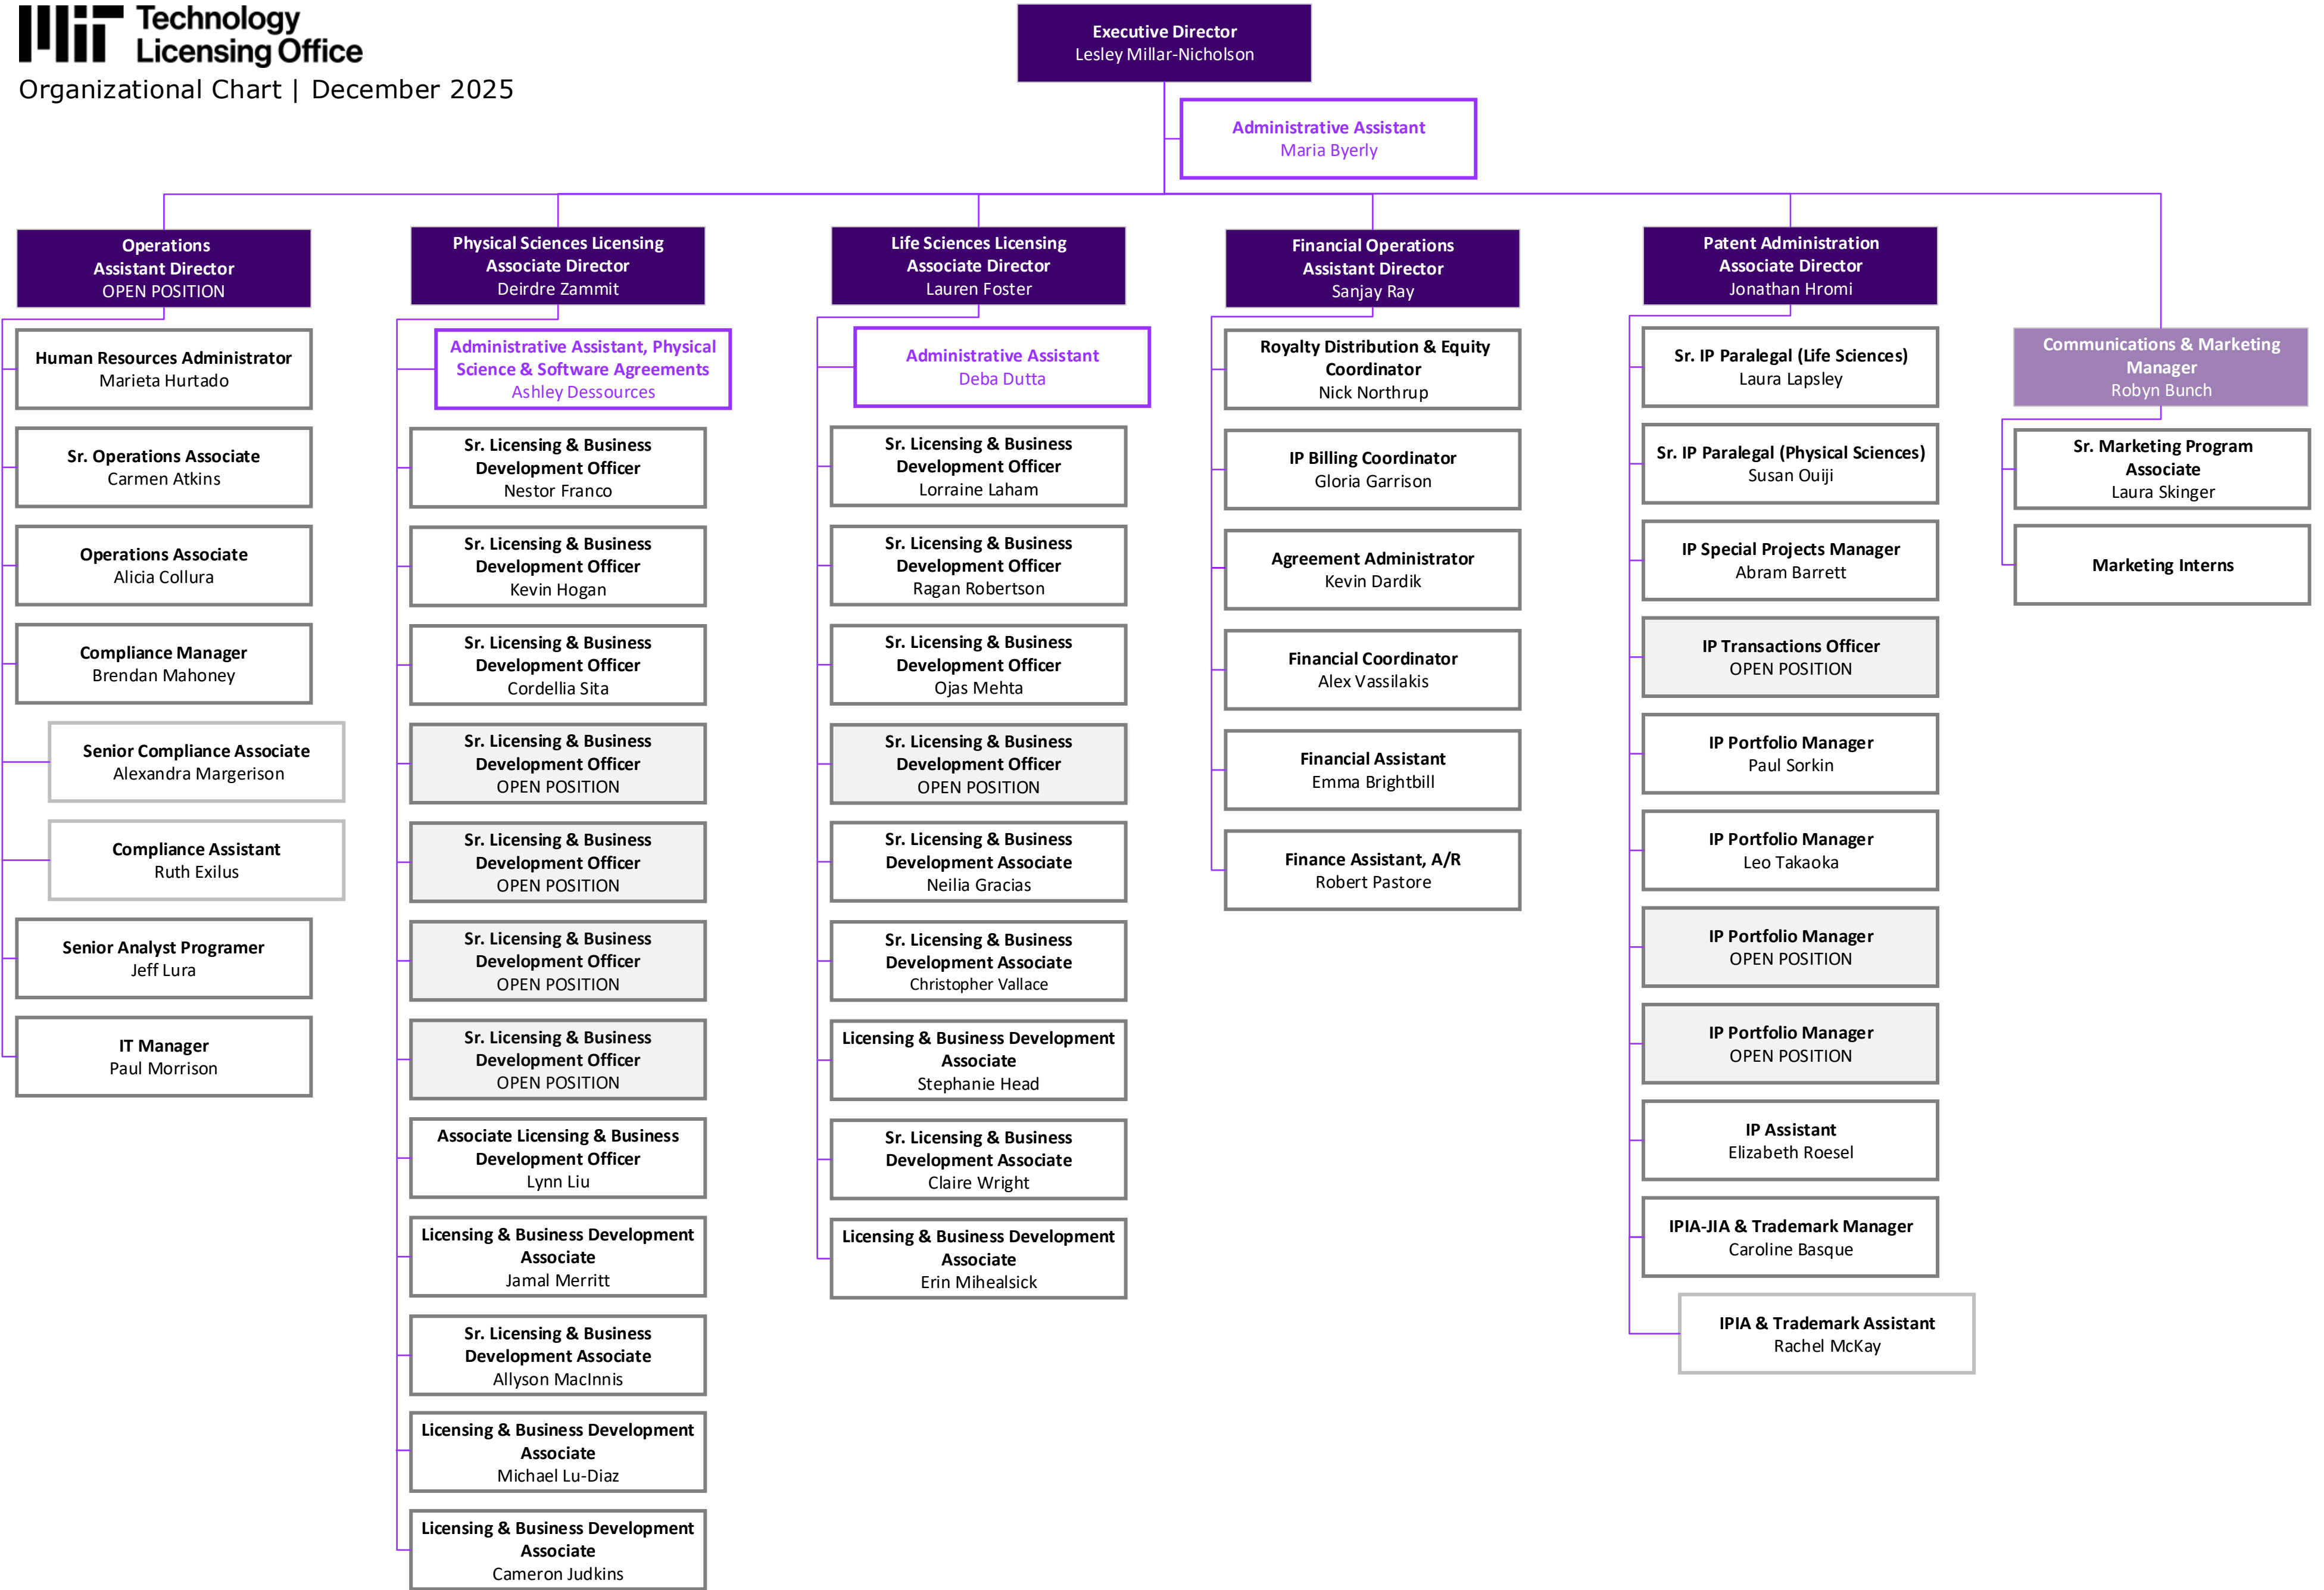 MIT Technology
Licensing Office
Organizational Chart | December 2025
Executive Director
Lesley Millar-Nicholson
Administrative Assistant
Maria Byerly
Operations
Assistant Director
OPEN POSITION
Human Resources Administrator
Marieta Hurtado
Sr. Operations Associate
Carmen Atkins
Operations Associate
Alicia Collura
Compliance Manager
Brendan Mahoney
Senior Compliance Associate
Alexandra Margerison
Compliance Assistant
Ruth Exilus
Senior Analyst Programer
Jeff Lura
IT Manager
Paul Morrison
Physical Sciences Licensing
Associate Director
Deirdre Zammit
Administrative Assistant, Physical
Science & Software Agreements
Ashley Dessources
Sr. Licensing & Business
Development Officer
Nestor Franco
Sr. Licensing & Business
Development Officer
Kevin Hogan
Sr. Licensing & Business
Development Officer
Cordellia Sita
Sr. Licensing & Business
Development Officer
OPEN POSITION
Sr. Licensing & Business
Development Officer
OPEN POSITION
Sr. Licensing & Business
Development Officer
OPEN POSITION
Sr. Licensing & Business
Development Officer
OPEN POSITION
Associate Licensing & Business
Development Officer
Lynn Liu
Licensing & Business Development
Associate
Jamal Merritt
Sr. Licensing & Business
Development Associate
Allyson MacInnis
Licensing & Business Development
Associate
Michael Lu-Diaz
Licensing & Business Development
Associate
Cameron Judkins
Life Sciences Licensing
Associate Director
Lauren Foster
Administrative Assistant
Deba Dutta
Sr. Licensing & Business
Development Officer
Lorraine Laham
Sr. Licensing & Business
Development Officer
Ragan Robertson
Sr. Licensing & Business
Development Officer
Ojas Mehta
Sr. Licensing & Business
Development Officer
OPEN POSITION
Sr. Licensing & Business
Development Associate
Neilia Gracias
Sr. Licensing & Business
Development Associate
Christopher Vallace
Licensing & Business Development
Associate
Stephanie Head
Sr. Licensing & Business
Development Associate
Claire Wright
Licensing & Business Development
Associate
Erin Mihealsick
Financial Operations
Assistant Director
Sanjay Ray
Royalty Distribution & Equity
Coordinator
Nick Northrup
IP Billing Coordinator
Gloria Garrison
Agreement Administrator
Kevin Dardik
Financial Coordinator
Alex Vassilakis
Financial Assistant
Emma Brightbill
Finance Assistant, A/R
Robert Pastore
Patent Administration
Associate Director
Jonathan Hromi
Sr. IP Paralegal (Life Sciences)
Laura Lapsley
Sr. IP Paralegal (Physical Sciences)
Susan Ouiji
IP Special Projects Manager
Abram Barrett
IP Transactions Officer
OPEN POSITION
IP Portfolio Manager
Paul Sorkin
IP Portfolio Manager
Leo Takaoka
IP Portfolio Manager
OPEN POSITION
IP Portfolio Manager
OPEN POSITION
IP Assistant
Elizabeth Roesel
IPIA-JIA & Trademark Manager
Caroline Basque
IPIA & Trademark Assistant
Rachel McKay
Communications & Marketing
Manager
Robyn Bunch
Sr. Marketing Program
Associate
Laura Skinger
Marketing Interns